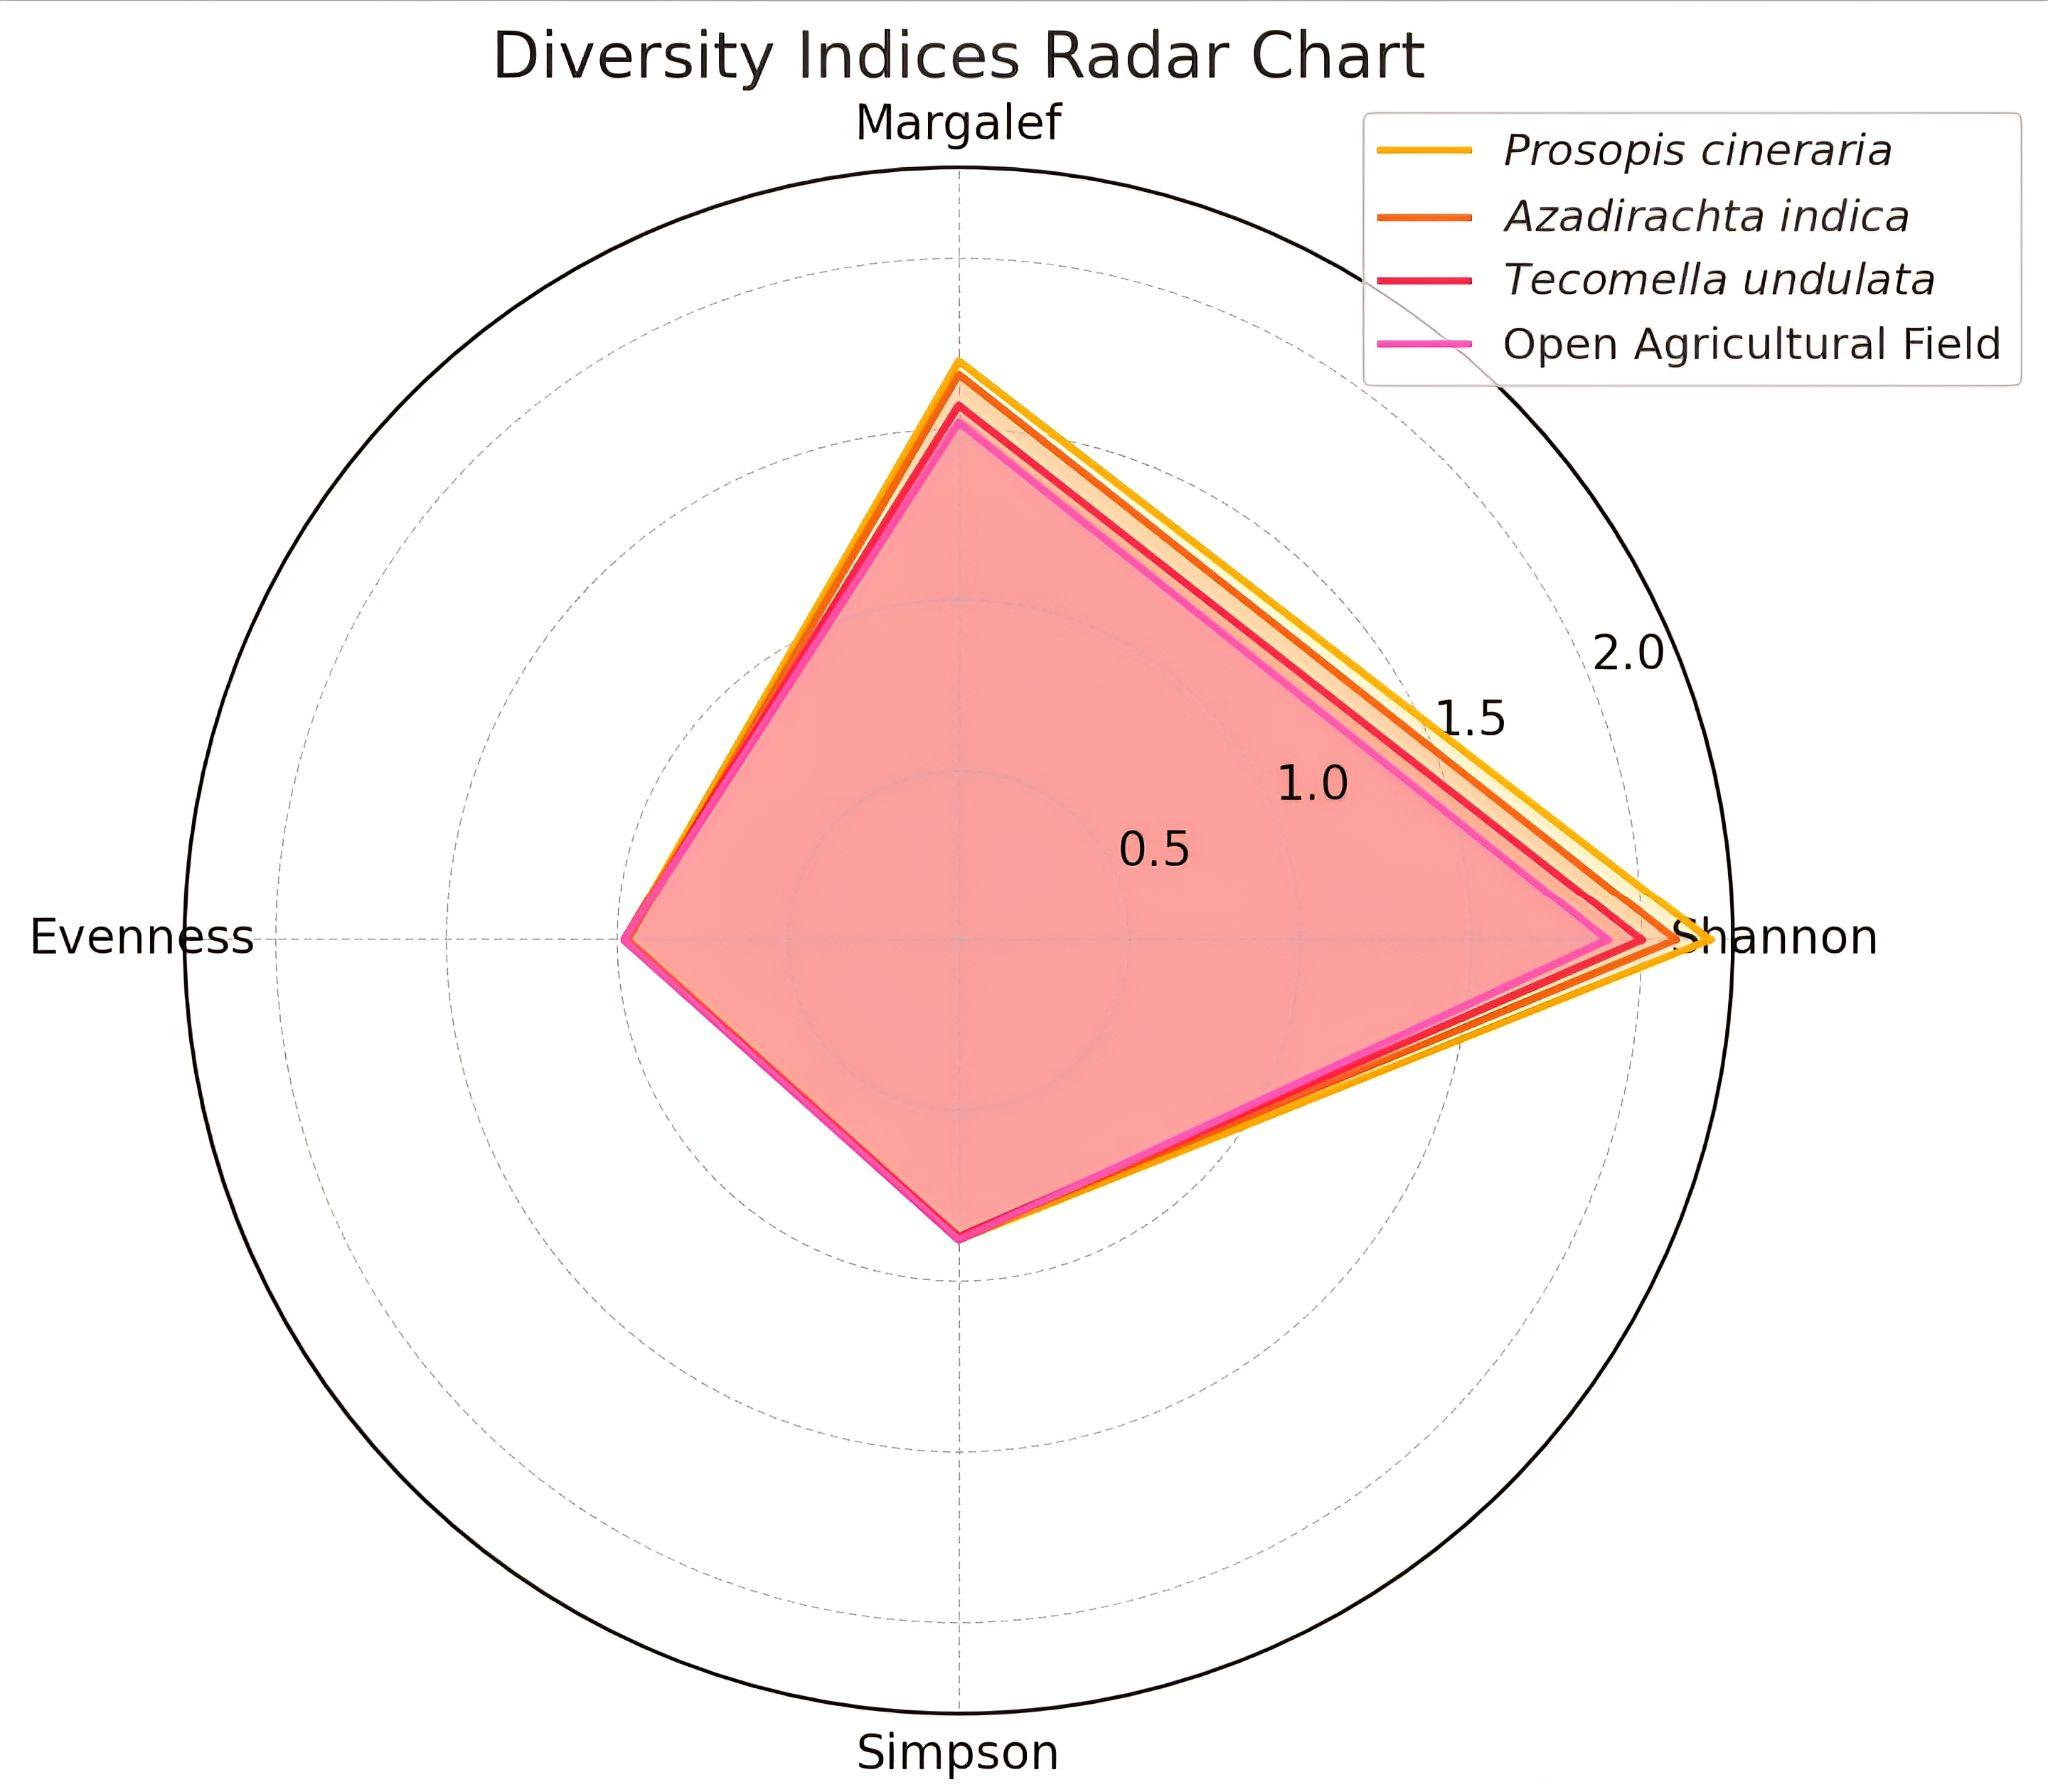 Diversity Indices Radar Chart
Margalef
Prosopis cineraria
Azadirachta indica
Tecomella undulata
Open Agricultural Field
2.0
1.5
1.0
0.5
Evenness
Shannon
Simpson